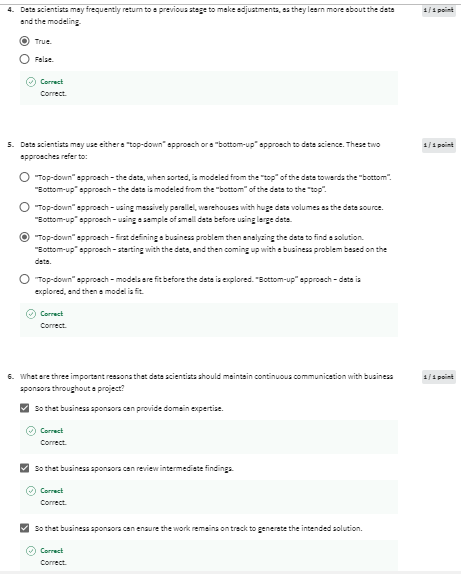 4. Data scientists may frequently return to a previous stage to make adjustments, as they learn more about the data 1 / 1 point
and the modeling.
True.
False.
Correct
Correct.
5. Data scientists may use either a "top-down" approach or a "bottom-up" approach to data science. These two 1 / 1 point
approaches refer to:
"Top-down" approach – the data, when sorted, is modeled from the "top" of the data towards the "bottom".
"Bottom-up" approach – the data is modeled from the "bottom" of the data to the "top".
"Top-down" approach – using massively parallel, warehouses with huge data volumes as the data source.
"Bottom-up" approach – using a sample of small data before using large data.
"Top-down" approach – first defining a business problem then analyzing the data to find a solution.
"Bottom-up" approach – starting with the data, and then coming up with a business problem based on the
data.
"Top-down" approach – models are fit before the data is explored. "Bottom-up" approach – data is
explored, and then a model is fit.
Correct
Correct.
6. What are three important reasons that data scientists should maintain continuous communication with business 1 / 1 point
sponsors throughout a project?
So that business sponsors can provide domain expertise.
Correct
Correct.
So that business sponsors can review intermediate findings.
Correct
Correct.
So that business sponsors can ensure the work remains on track to generate the intended solution.
Correct
Correct.